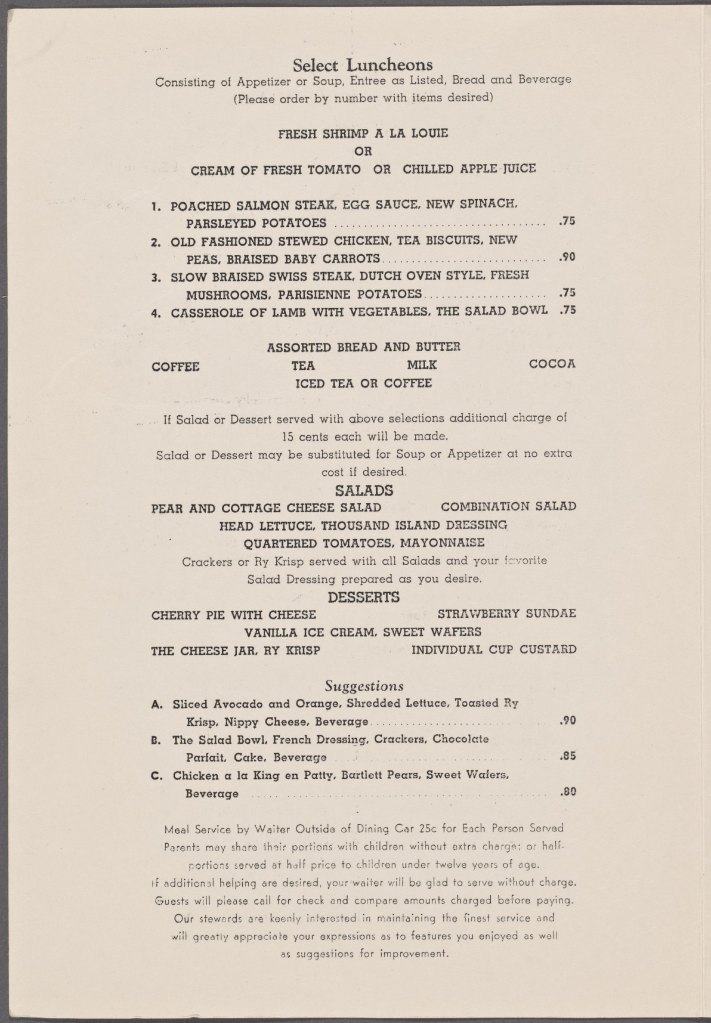 Select Luncheons
Consisting of Appetizer or Soup, Entree as Listed, Bread and Beverage
(Please order by number with items desired)
FRESH SHRIMP A LA LOUIE
OR
CREAM OF FRESH TOMATO OR CHILLED APPLE JUICE
1. POACHED SALMON STEAK, EGG SAUCE, NEW SPINACH,
PARSLEYED POTATOES .................................. .75
2. OLD FASHIONED STEWED CHICKEN, TEA BISCUITS, NEW
PEAS, BRAISED BABY CARROTS.......................... .90
3. SLOW BRAISED SWISS STEAK, DUTCH OVEN STYLE, FRESH
MUSHROOMS, PARISIENNE POTATOES.................... .75
4. CASSEROLE OF LAMB WITH VEGETABLES, THE SALAD BOWL .75
ASSORTED BREAD AND BUTTER
COFFEE TEA MILK COCOA
ICED TEA OR COFFEE
If Salad or Dessert served with above selections additional charge of
15 cents each will be made.
Salad or Dessert may be substituted for Soup or Appetizer at no extra
cost if desired.
SALADS
PEAR AND COTTAGE CHEESE SALAD COMBINATION SALAD
HEAD LETTUCE, THOUSAND ISLAND DRESSING
QUARTERED TOMATOES, MAYONNAISE
Crackers or Ry Krisp served with all Salads and your favorite
Salad Dressing prepared as you desire.
DESSERTS
CHERRY PIE WITH CHEESE STRAWBERRY SUNDAE
VANILLA ICE CREAM, SWEET WAFERS
THE CHEESE JAR, RY KRISP INDIVIDUAL CUP CUSTARD
Suggestions
A. Sliced Avocado and Orange, Shredded Lettuce, Toasted Ry
Krisp, Nippy Cheese, Beverage............................ .90
B. The Salad Bowl, French Dressing, Crackers, Chocolate
Parfait, Cake, Beverage .................................. .85
C. Chicken a la King en Patty, Bartlett Pears, Sweet Wafers,
Beverage ................................................ .80
Meal Service by Waiter Outside of Dining Car 25c for Each Person Served
Parents may share their portions with children without extra charge; or half-
portions served at half price to children under twelve years of age.
If additional helping are desired, your waiter will be glad to serve without charge.
Guests will please call for check and compare amounts charged before paying.
Our stewards are keenly interested in maintaining the finest service and
will greatly appreciate your expressions as to features you enjoyed as well
as suggestions for improvement.